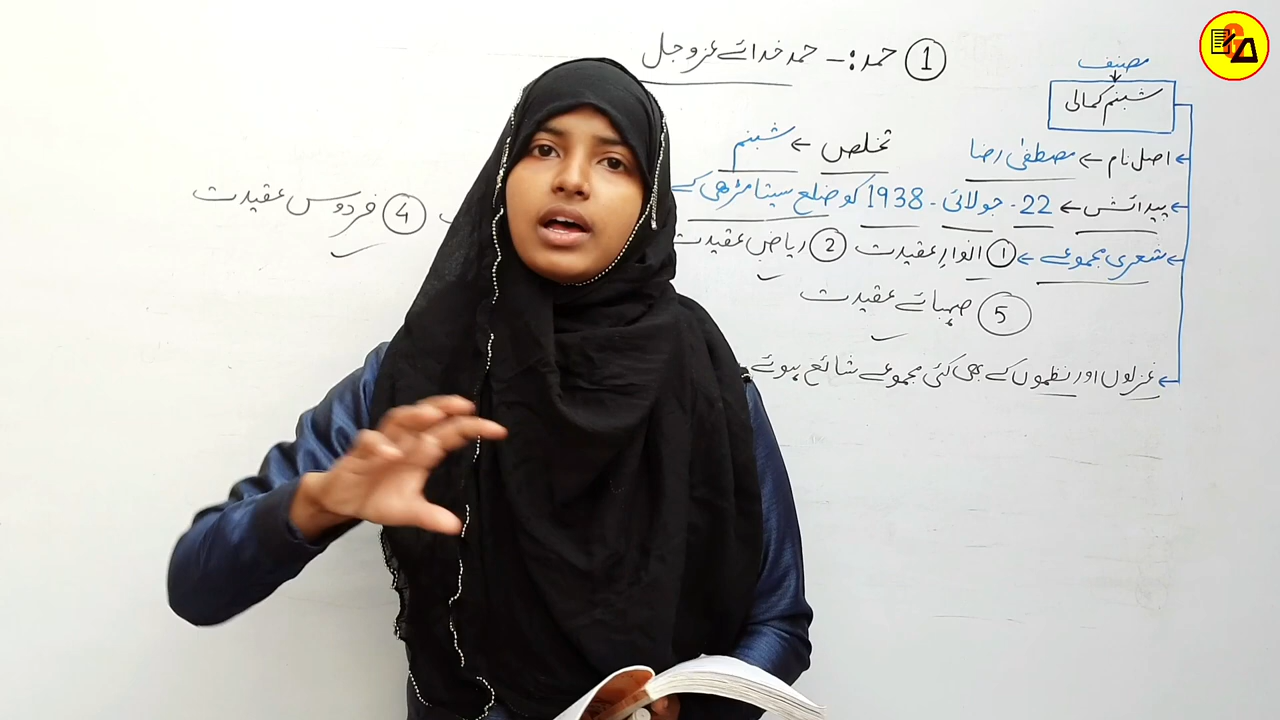 ① حمد :- حمد خدائے عزوجل
مصنف
شبنم کمالی
اصل نام ← مصطفیٰ رضا تخلص ← شبنم
پیدائش ← 22 - جولائی - 1938 کو ضلع سیتا مڑھی کے
شعری مجموعے ← ① انوارِ عقیدت ② ریاضِ عقیدت
④ فردوس عقیدت
⑤ صہبائے عقیدت
غزلوں اور نظموں کے بھی کئی مجموعے شائع ہوئے